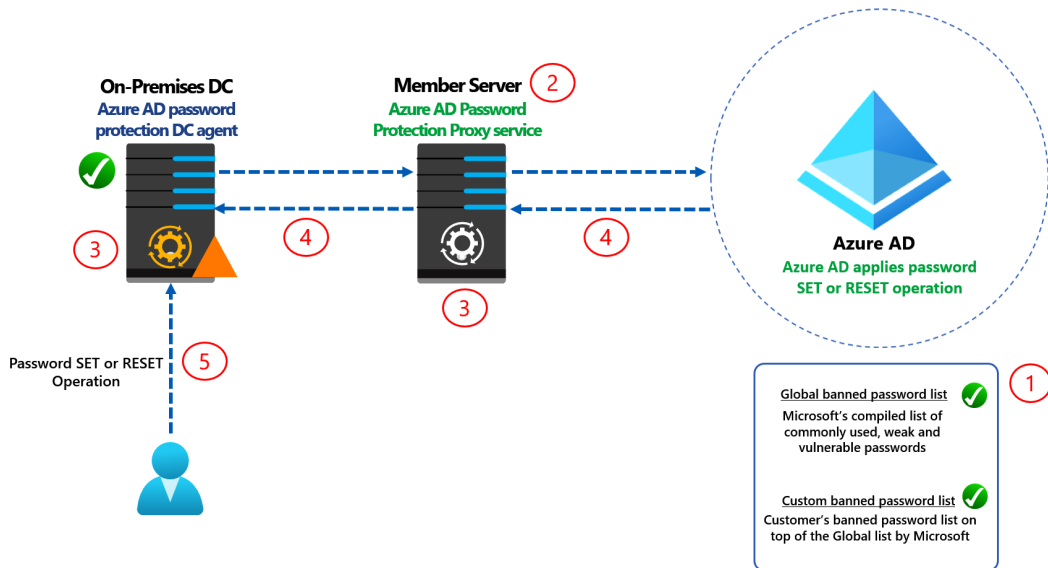 On-Premises DC
Azure AD password
protection DC agent
Member Server
2
Azure AD Password
Protection Proxy service
3
4
3
4
Azure AD
Azure AD applies password
SET or RESET operation
Password SET or RESET
Operation
5
1
Global banned password list
Microsoft’s compiled list of
commonly used, weak and
vulnerable passwords
Custom banned password list
Customer’s banned password list on
top of the Global list by Microsoft